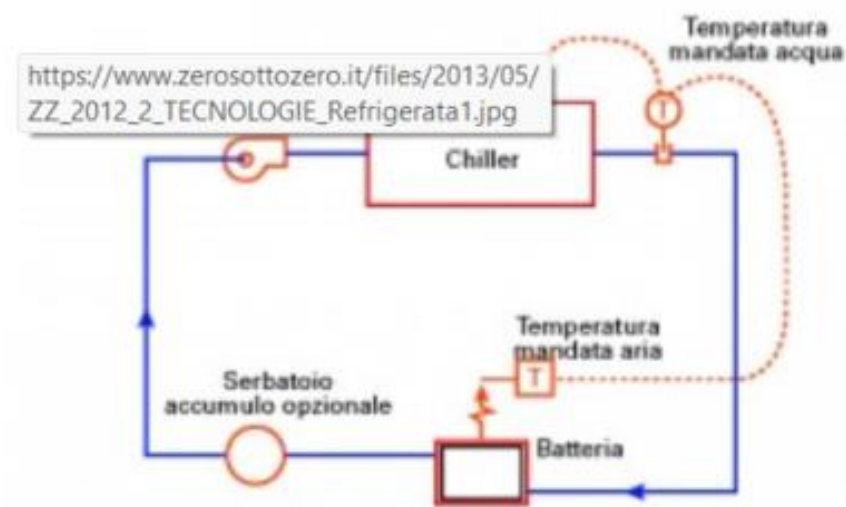 Temperatura
mandata acqua
https://www.zerosottozero.it/files/2013/05/
ZZ_2012_2_TECNOLOGIE_Refrigerata1.jpg
T
Chiller
Temperatura
mandata aria
T
Serbatoio
accumulo opzionale
Batteria